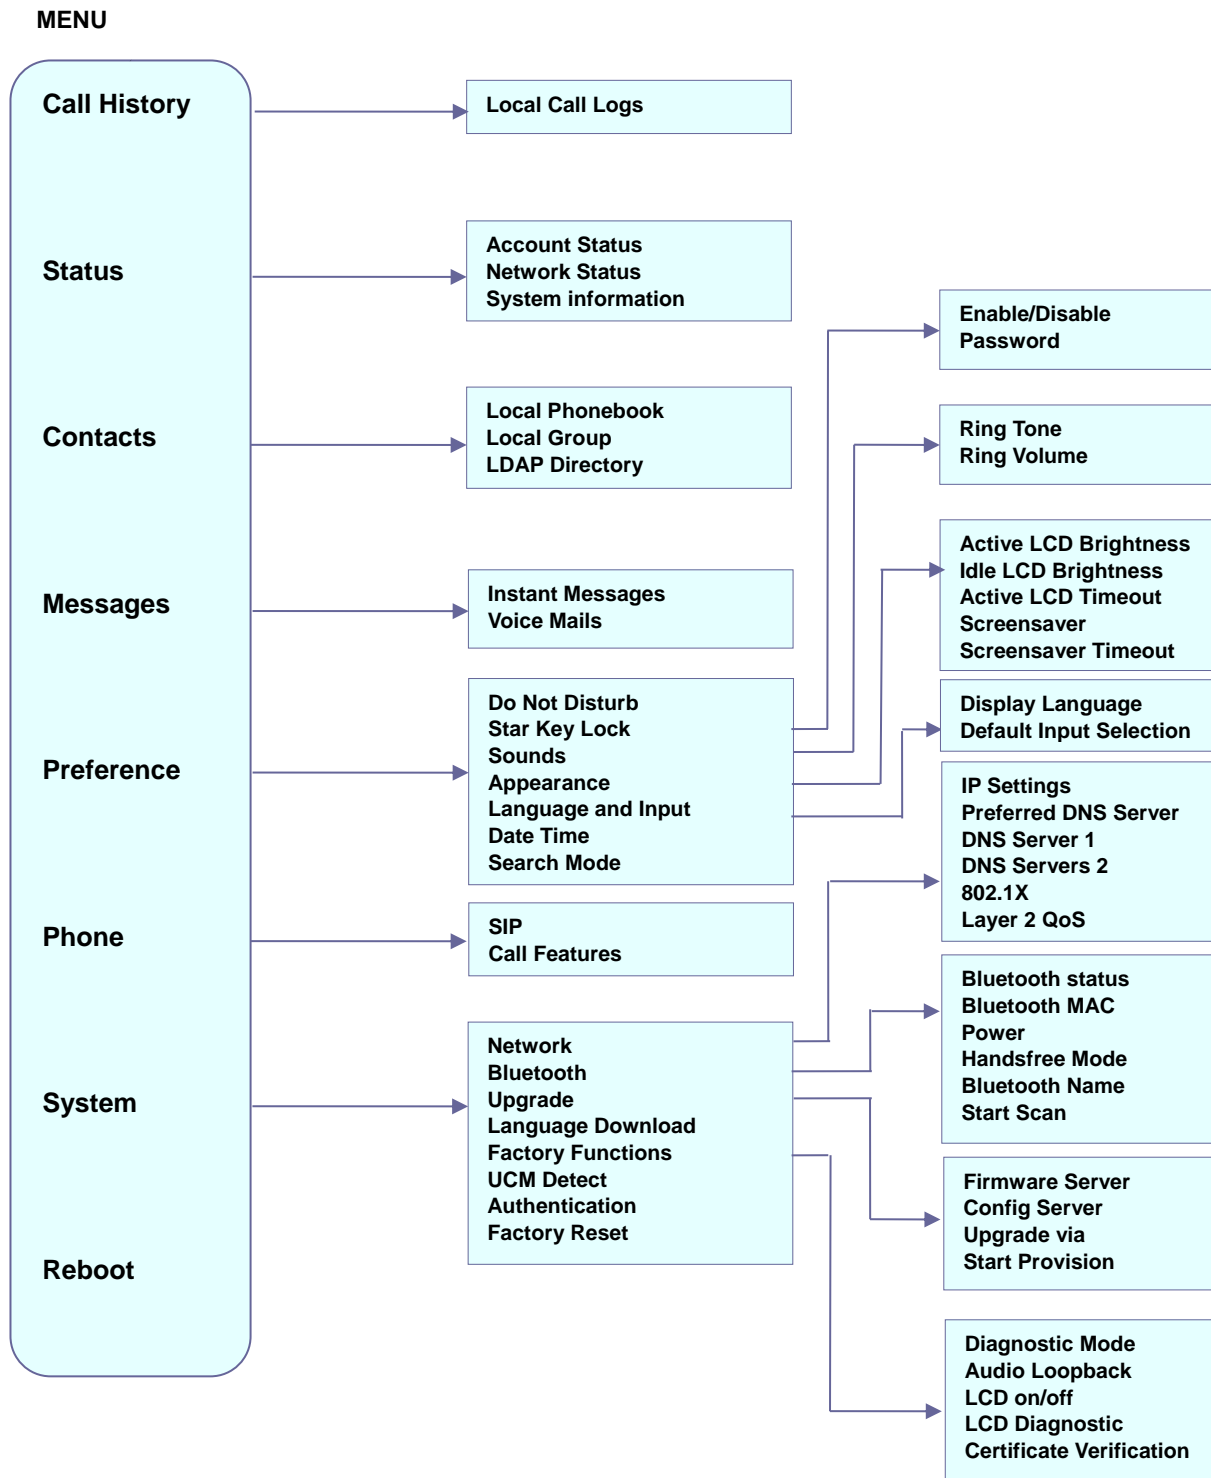 MENU
Call History
Local Call Logs
Status
Account Status
Network Status
System information
Contacts
Local Phonebook
Local Group
LDAP Directory
Messages
Instant Messages
Voice Mails
Preference
Do Not Disturb
Star Key Lock
Sounds
Appearance
Language and Input
Date Time
Search Mode
Phone
SIP
Call Features
System
Network
Bluetooth
Upgrade
Language Download
Factory Functions
UCM Detect
Authentication
Factory Reset
Reboot
Enable/Disable
Password
Ring Tone
Ring Volume
Active LCD Brightness
Idle LCD Brightness
Active LCD Timeout
Screensaver
Screensaver Timeout
Display Language
Default Input Selection
IP Settings
Preferred DNS Server
DNS Server 1
DNS Servers 2
802.1X
Layer 2 QoS
Bluetooth status
Bluetooth MAC
Power
Handsfree Mode
Bluetooth Name
Start Scan
Firmware Server
Config Server
Upgrade via
Start Provision
Diagnostic Mode
Audio Loopback
LCD on/off
LCD Diagnostic
Certificate Verification